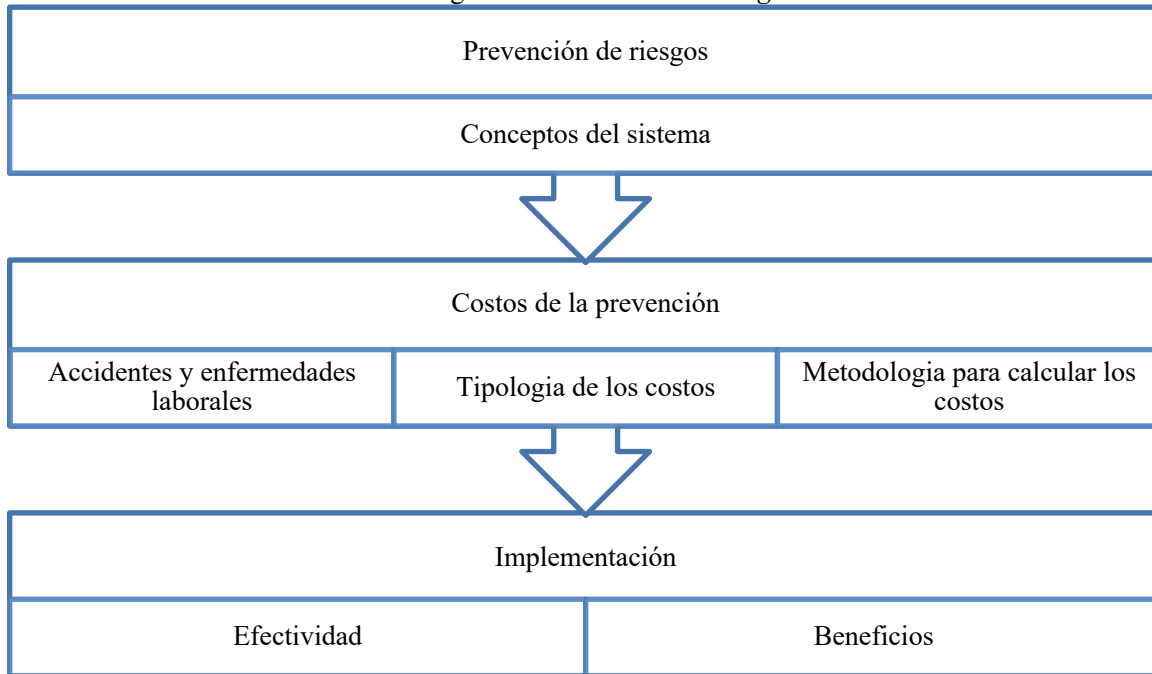 Prevención de riesgos
Conceptos del sistema
Costos de la prevención
Accidentes y enfermedades
laborales
Tipologia de los costos
Metodologia para calcular los
costos
Implementación
Efectividad
Beneficios